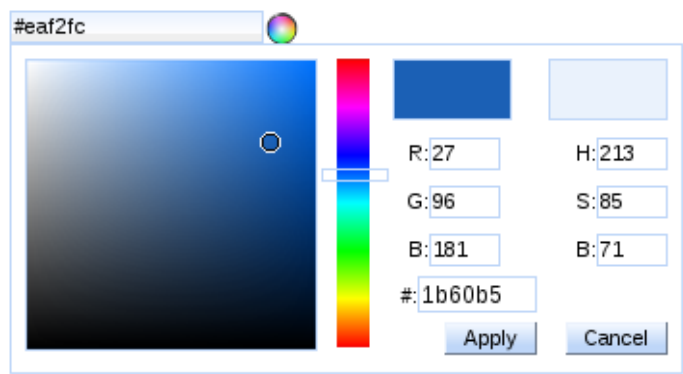 #eaf2fc
R: 27 H: 213
G: 96 S: 85
B: 181 B: 71
#: 1b60b5
Apply Cancel